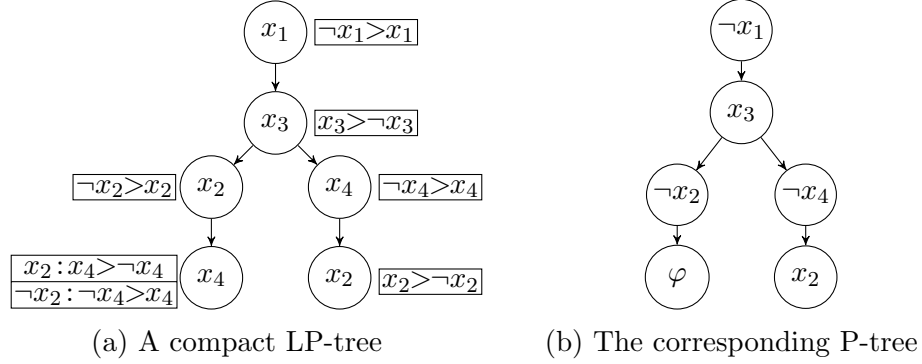 x₁ ¬x₁>x₁
x₃ x₃>¬x₃
¬x₂>x₂ x₂ x₄ ¬x₄>x₄
x₂:x₄>¬x₄
¬x₂:¬x₄>x₄
x₄ x₂ x₂>¬x₂
(a) A compact LP-tree
¬x₁
x₃
¬x₂ ¬x₄
φ x₂
(b) The corresponding P-tree